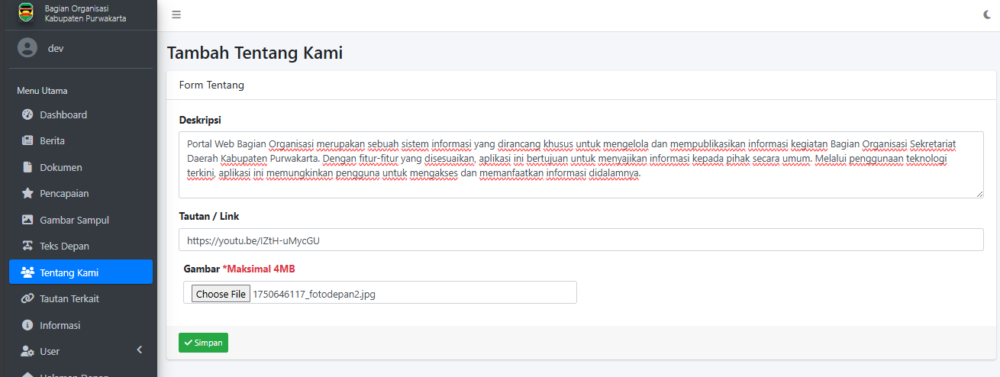 Bagian Organisasi
Kabupaten Purwakarta
dev
Menu Utama
Dashboard
Berita
Dokumen
Pencapaian
Gambar Sampul
Teks Depan
Tentang Kami
Tautan Terkait
Informasi
User
Halaman Depan
Tambah Tentang Kami
Form Tentang
Deskripsi
Portal Web Bagian Organisasi merupakan sebuah sistem informasi yang dirancang khusus untuk mengelola dan mempublikasikan informasi kegiatan Bagian Organisasi Sekretariat
Daerah Kabupaten Purwakarta. Dengan fitur-fitur yang disesuaikan, aplikasi ini bertujuan untuk menyajikan informasi kepada pihak secara umum. Melalui penggunaan teknologi
terkini, aplikasi ini memungkinkan pengguna untuk mengakses dan memanfaatkan informasi didalamnya.
Tautan / Link
https://youtu.be/IZtH-uMycGU
Gambar *Maksimal 4MB
Choose File 1750646117_fotodepan2.jpg
Simpan